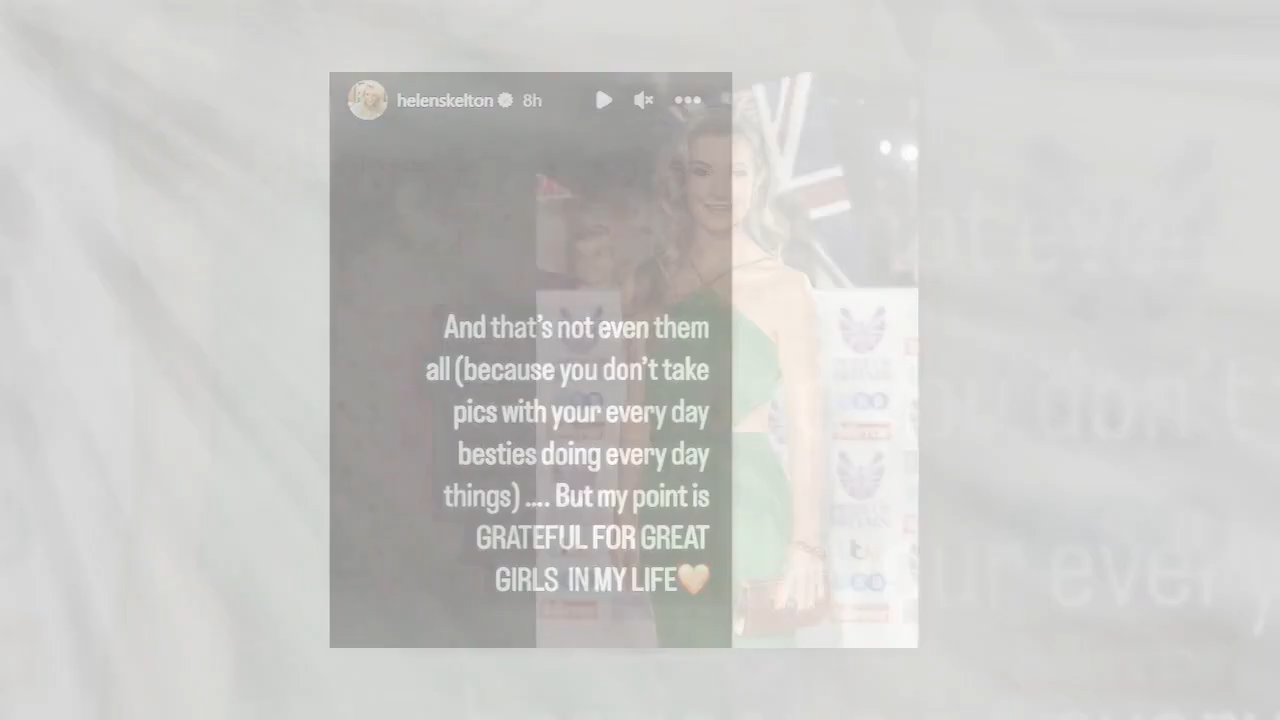 helenskelton 8h
And that's not even them
all (because you don't take
pics with your every day
besties doing every day
things) .... But my point is
GRATEFUL FOR GREAT
GIRLS IN MY LIFE🧡